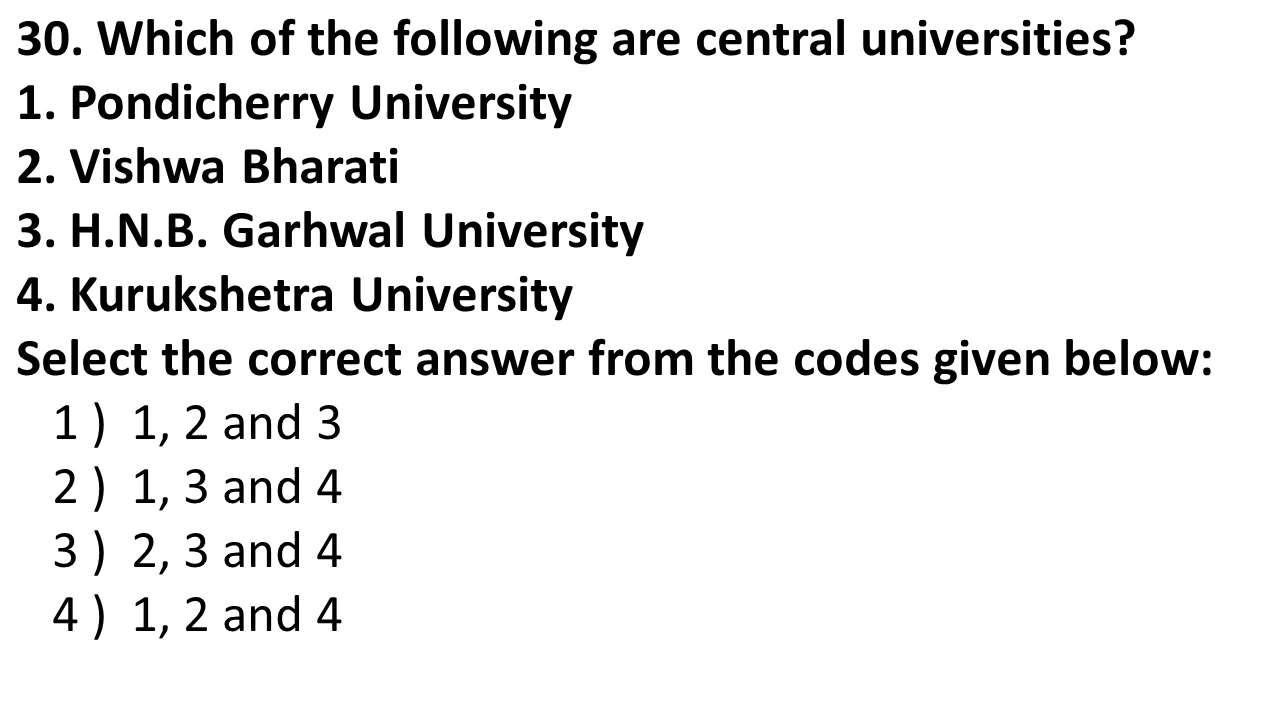 30. Which of the following are central universities?
1. Pondicherry University
2. Vishwa Bharati
3. H.N.B. Garhwal University
4. Kurukshetra University
Select the correct answer from the codes given below:
1 ) 1, 2 and 3
2 ) 1, 3 and 4
3 ) 2, 3 and 4
4 ) 1, 2 and 4